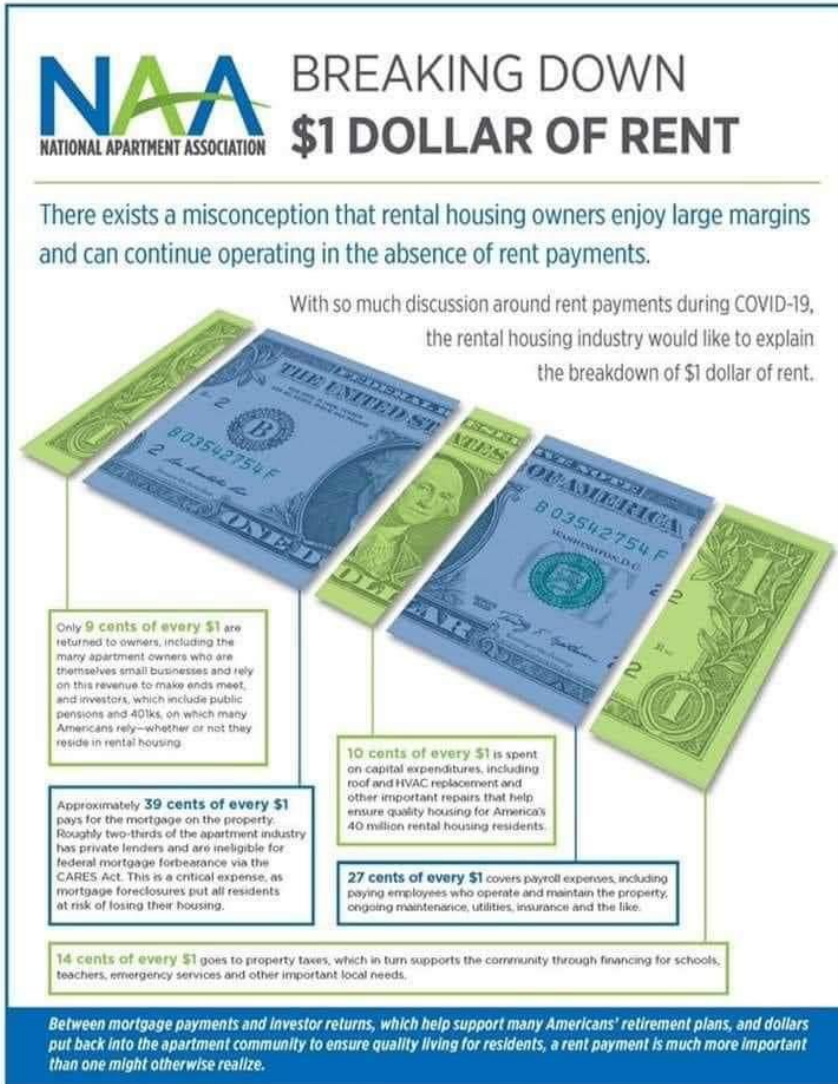 NAA
NATIONAL APARTMENT ASSOCIATION
BREAKING DOWN
$1 DOLLAR OF RENT
There exists a misconception that rental housing owners enjoy large margins
and can continue operating in the absence of rent payments.
With so much discussion around rent payments during COVID-19,
the rental housing industry would like to explain
the breakdown of $1 dollar of rent.
THE UNITED ST
ATES
OF AMERICA
B 03542754 F
B 03542754 F
WASHINGTON, D.C.
ONE D
OLL
AR
Only 9 cents of every $1 are
returned to owners, including the
many apartment owners who are
themselves small businesses and rely
on this revenue to make ends meet,
and investors, which include public
pensions and 401ks, on which many
Americans rely—whether or not they
reside in rental housing
Approximately 39 cents of every $1
pays for the mortgage on the property.
Roughly two-thirds of the apartment industry
has private lenders and are ineligible for
federal mortgage forbearance via the
CARES Act. This is a critical expense, as
mortgage foreclosures put all residents
at risk of losing their housing.
10 cents of every $1 is spent
on capital expenditures, including
roof and HVAC replacement and
other important repairs that help
ensure quality housing for America's
40 million rental housing residents.
27 cents of every $1 covers payroll expenses, including
paying employees who operate and maintain the property,
ongoing maintenance, utilities, insurance and the like.
14 cents of every $1 goes to property taxes, which in turn supports the community through financing for schools,
teachers, emergency services and other important local needs.
Between mortgage payments and investor returns, which help support many Americans' retirement plans, and dollars
put back into the apartment community to ensure quality living for residents, a rent payment is much more important
than one might otherwise realize.